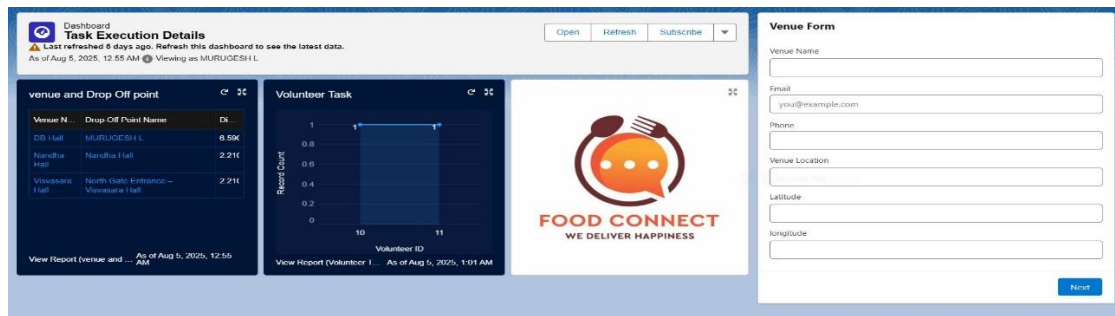 Dashboard
Task Execution Details
Last refreshed 5 days ago. Refresh this dashboard to see the latest data.
As of Aug 5, 2025, 12:55 AM Viewing as MURUGESH L
Open Refresh Subscribe
venue and Drop Off point
Venue N... Drop-Off Point Name Di...
DB Hall MURUGESH L 6.59
Nandha Hall Nandha Hall 2.21
Visvasara Hall North Gate Entrance – Visvasara Hall 2.21
View Report (venue and ... As of Aug 5, 2025, 12:55 AM
Volunteer Task
Record Count
1
0.8
0.6
0.4
0.2
0
1 1
10 11
Volunteer ID
View Report (Volunteer T... As of Aug 5, 2025, 1:01 AM
FOOD CONNECT
WE DELIVER HAPPINESS
Venue Form
Venue Name
Email
you@example.com
Phone
Venue Location
Latitude
longitude
Next